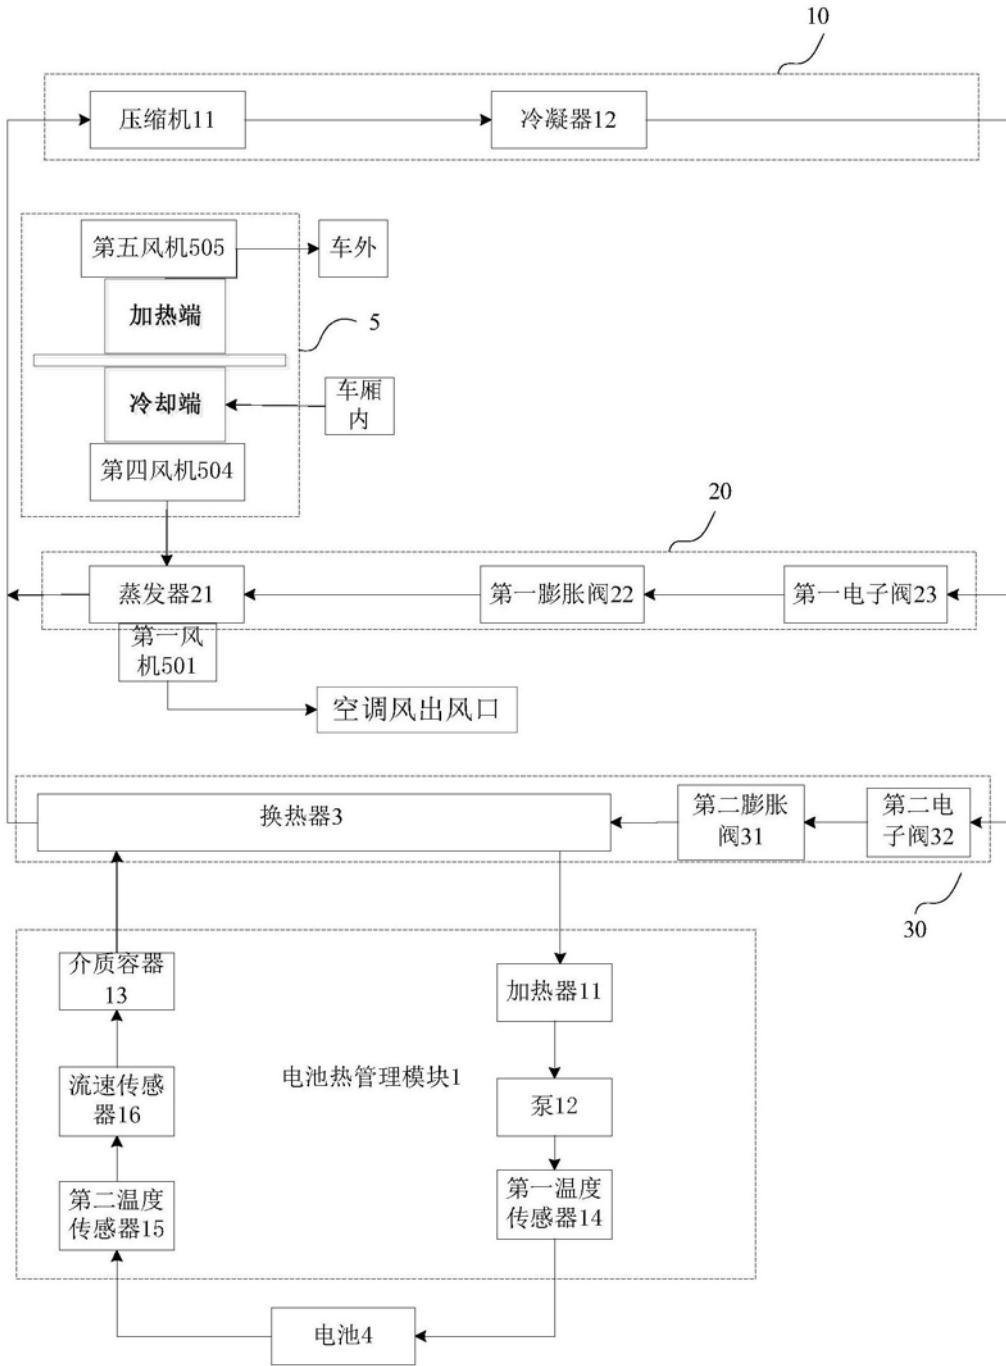 10
压缩机11
冷凝器12
第五风机505
车外
加热端
5
冷却端
车厢
内
第四风机504
20
蒸发器21
第一膨胀阀22
第一电子阀23
第一风
机501
空调风出风口
换热器3
第二膨胀
阀31
第二电
子阀32
30
介质容器
13
加热器11
流速传感
器16
电池热管理模块1
泵12
第二温度
传感器15
第一温度
传感器14
电池4